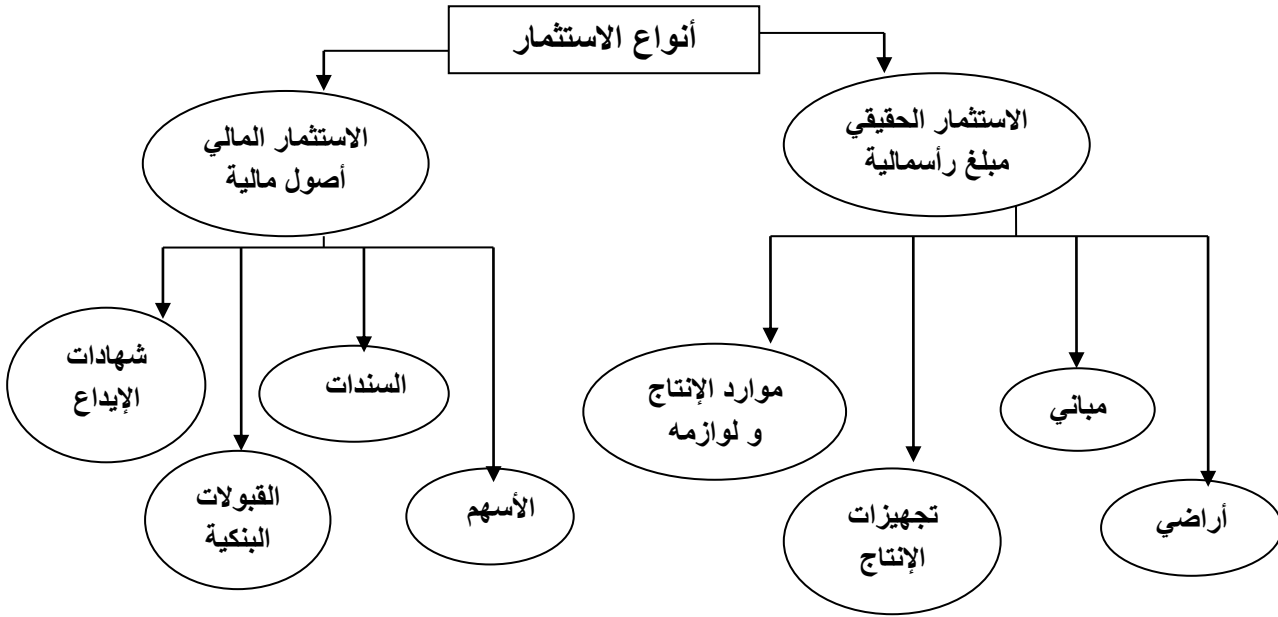 أنواع الاستثمار
الاستثمار الحقيقي
مبلغ رأسمالية
الاستثمار المالي
أصول مالية
أراضي
مباني
تجهيزات
الإنتاج
موارد الإنتاج
و لوازمه
الأسهم
السندات
القبولات
البنكية
شهادات
الإيداع